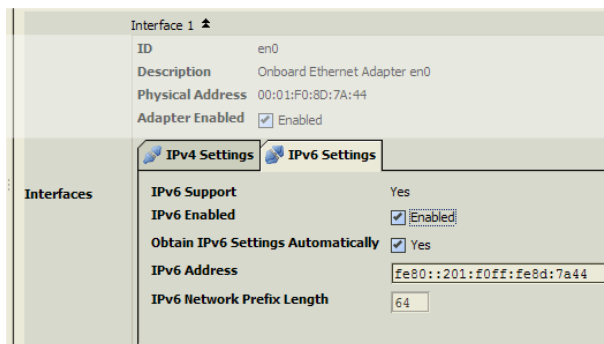 Interface 1
ID en0
Description Onboard Ethernet Adapter en0
Physical Address 00:01:F0:8D:7A:44
Adapter Enabled Enabled
IPv4 Settings IPv6 Settings
Interfaces IPv6 Support Yes
IPv6 Enabled Enabled
Obtain IPv6 Settings Automatically Yes
IPv6 Address fe80::201:f0ff:fe8d:7a44
IPv6 Network Prefix Length 64